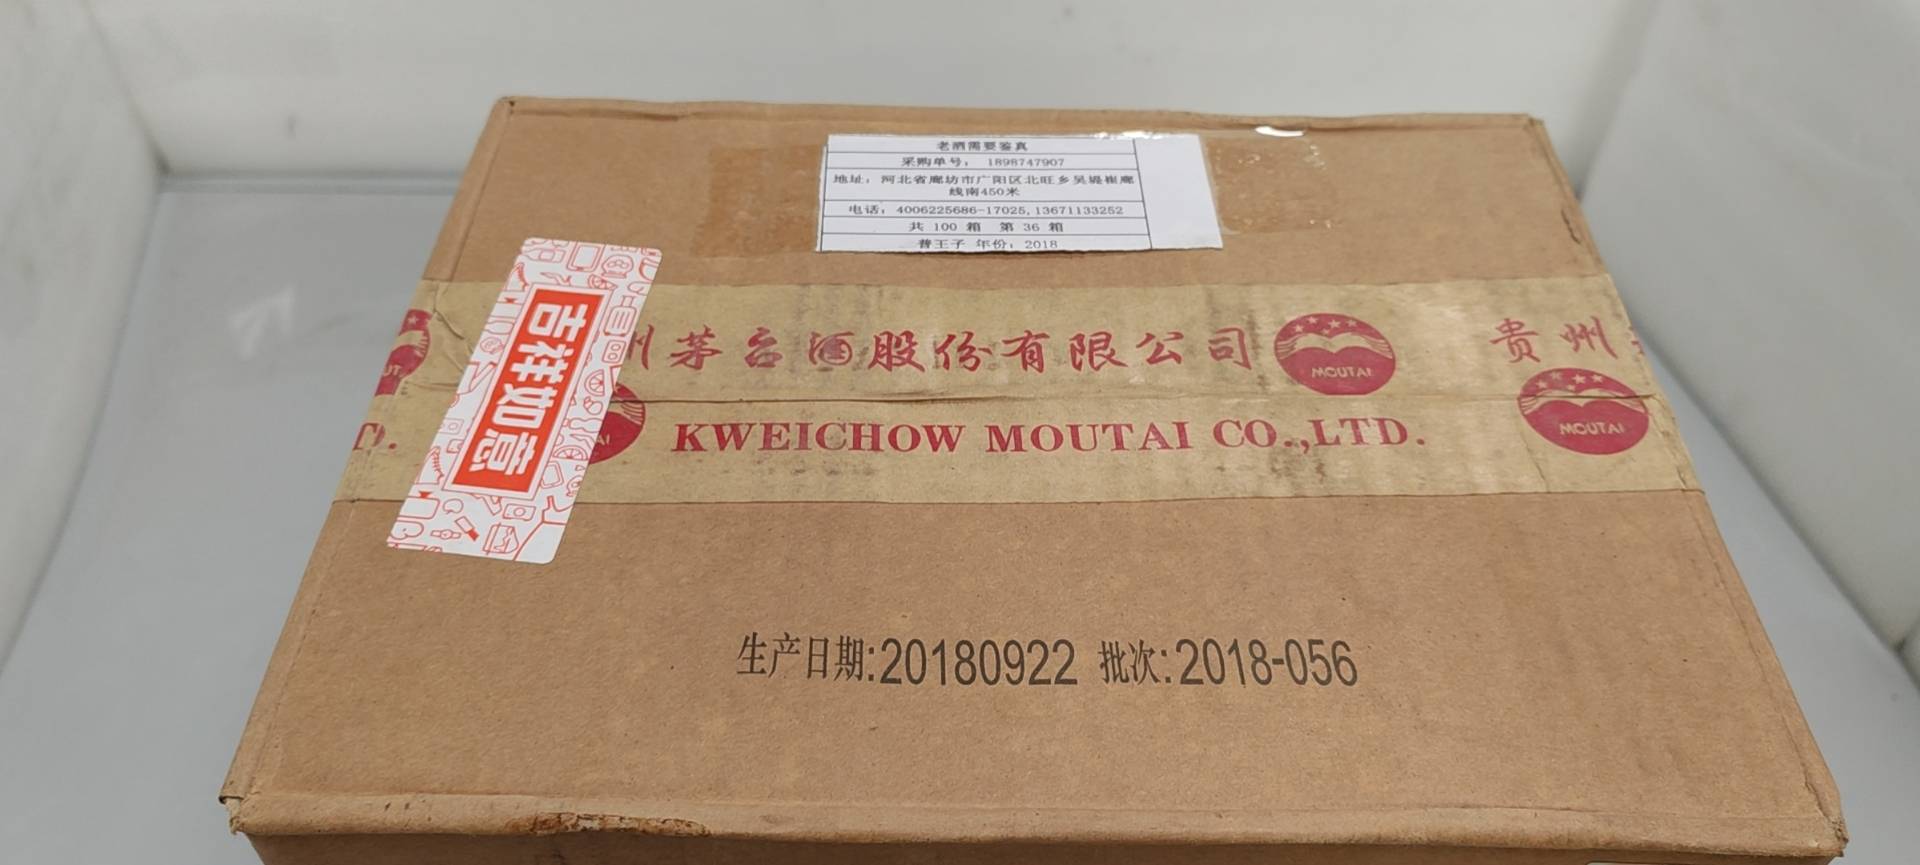 老酒需要鉴真
采购单号： 1898747907
地址：河北省廊坊市广阳区北旺乡吴堤崔廊
线南450米
电话：4006225686-17025,13671133252
共 100 箱 第 36 箱
普王子 年份：2018
吉祥如意
州茅台酒股份有限公司
MOUTAI
贵州
T.
KWEICHOW MOUTAI CO.,LTD.
MOUTAI
生产日期:20180922 批次:2018-056